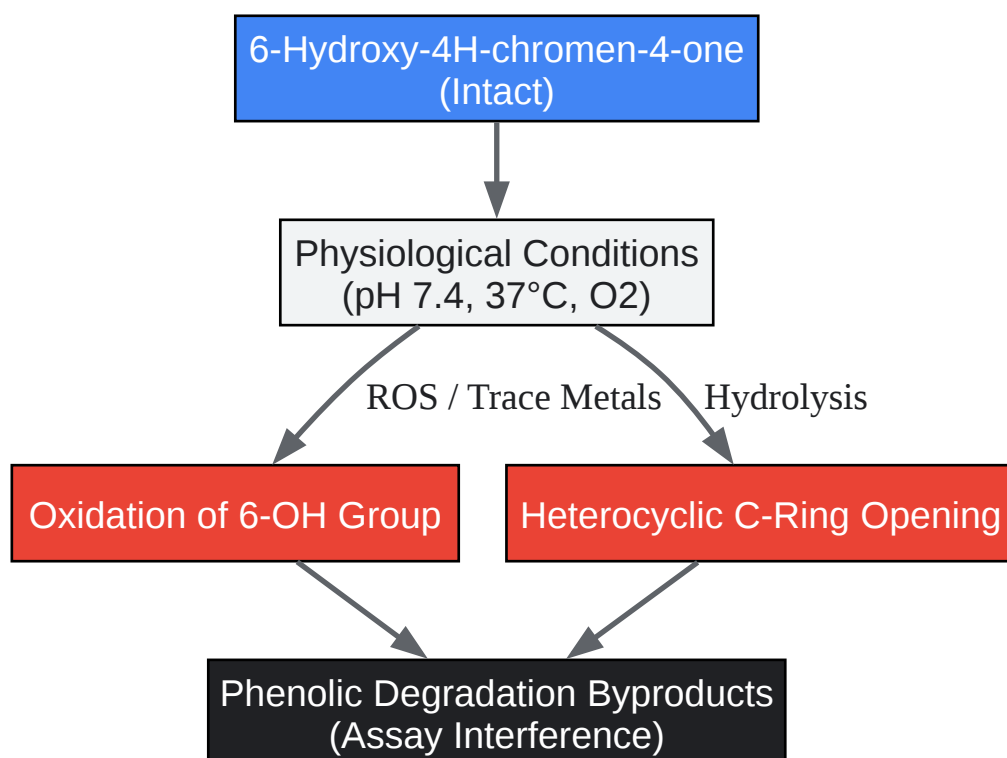 6-Hydroxy-4H-chromen-4-one
(Intact)
Physiological Conditions
(pH 7.4, 37°C, O2)
ROS / Trace Metals
Hydrolysis
Oxidation of 6-OH Group
Heterocyclic C-Ring Opening
Phenolic Degradation Byproducts
(Assay Interference)